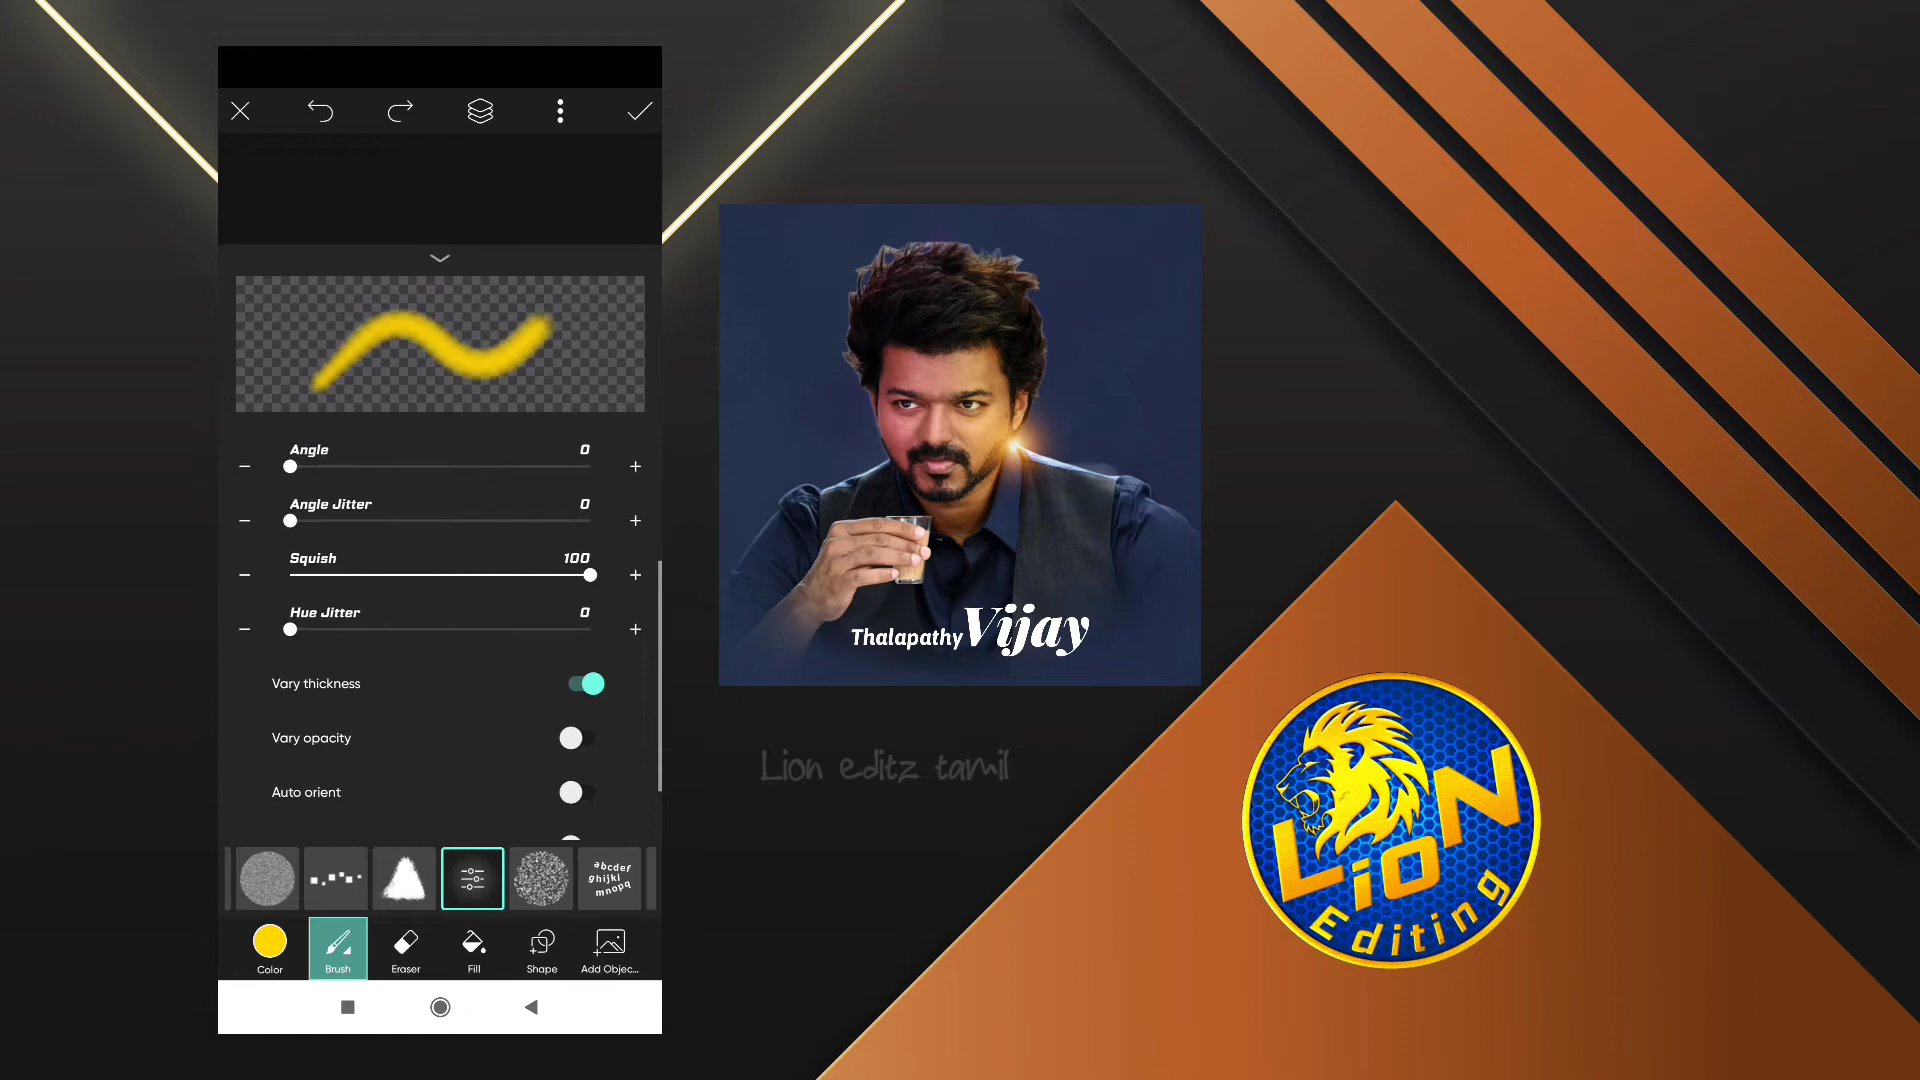 Angle 0
Angle Jitter 0
Squish 100
Hue Jitter 0
Vary thickness
Vary opacity
Auto orient
abcdef
ghijkl
mnopq
Color
Brush
Eraser
Fill
Shape
Add Objec...
Thalapathy Vijay
Lion editz tamil
LiON
Editing